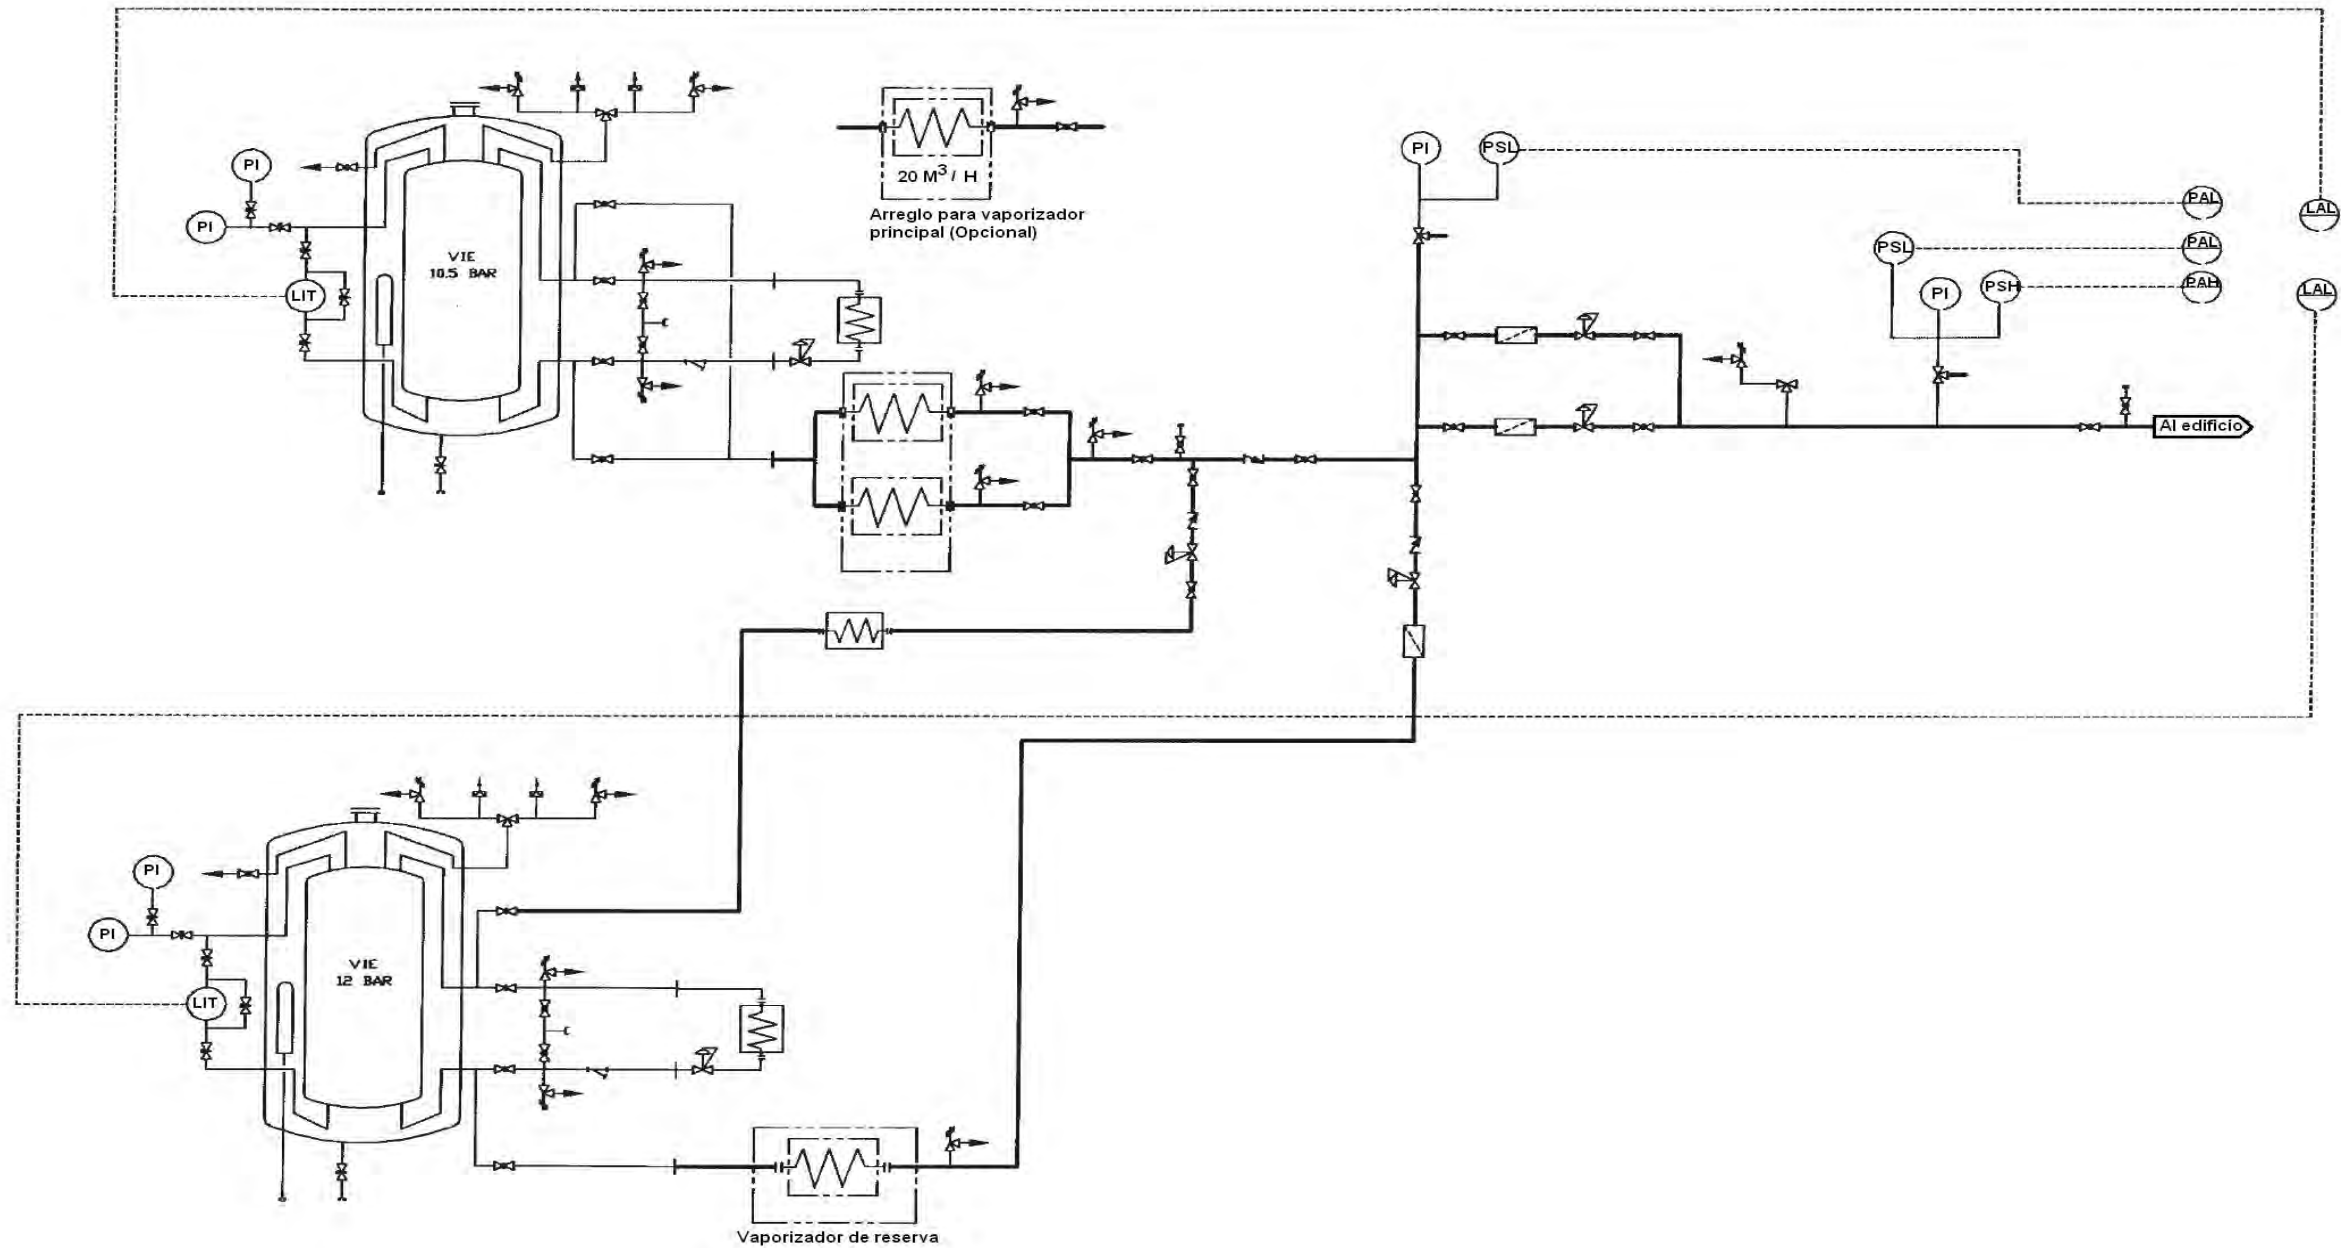 PI
PI
LIT
VIE
10.5 BAR
20 M³/ H
Arreglo para vaporizador
principal (Opcional)
PI
PSL
PAL
LAL
PSL
PAL
PI
PSH
PAH
LAL
Al edificio
PI
PI
LIT
VIE
12 BAR
Vaporizador de reserva